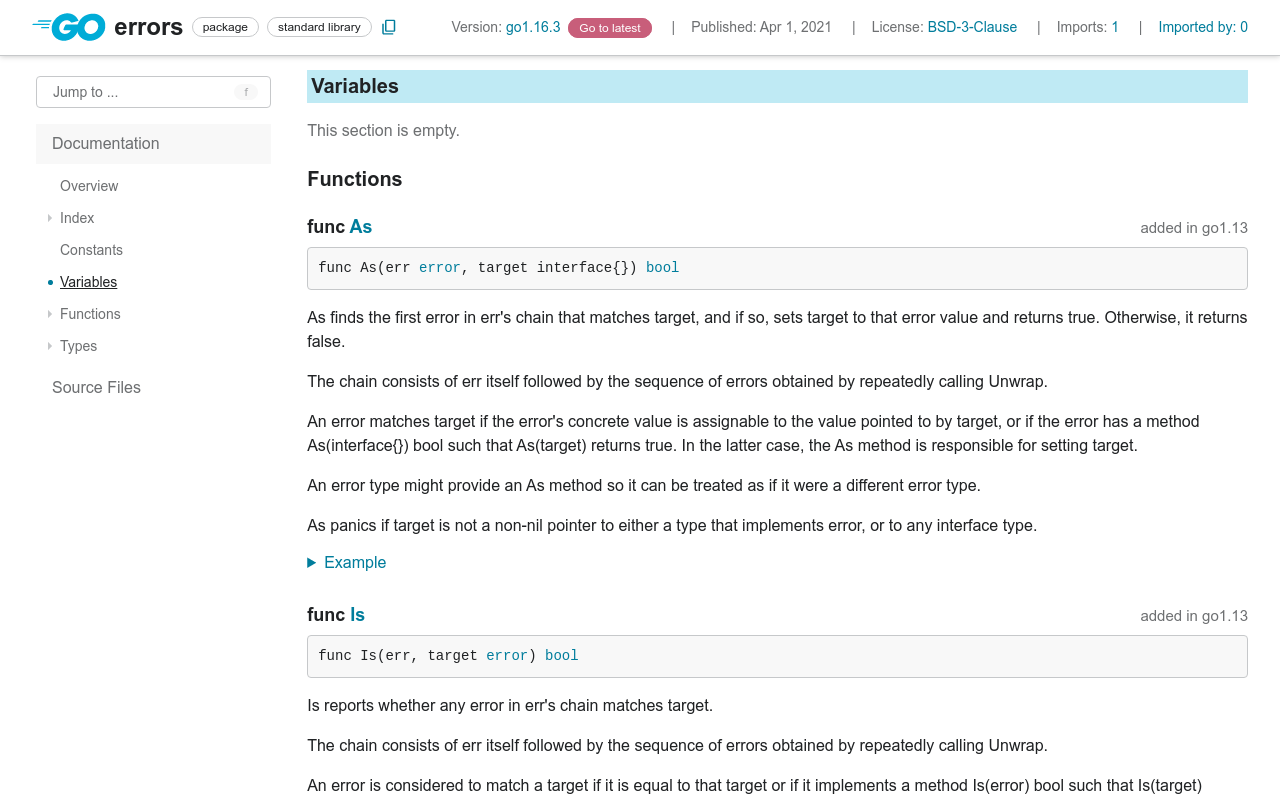 GO errors package standard library Version: go1.16.3 Go to latest | Published: Apr 1, 2021 | License: BSD-3-Clause | Imports: 1 | Imported by: 0
Jump to ... f
Documentation
Overview
Index
Constants
Variables
Functions
Types
Source Files
Variables
This section is empty.
Functions
func As added in go1.13
func As(err error, target interface{}) bool
As finds the first error in err's chain that matches target, and if so, sets target to that error value and returns true. Otherwise, it returns
false.
The chain consists of err itself followed by the sequence of errors obtained by repeatedly calling Unwrap.
An error matches target if the error's concrete value is assignable to the value pointed to by target, or if the error has a method
As(interface{}) bool such that As(target) returns true. In the latter case, the As method is responsible for setting target.
An error type might provide an As method so it can be treated as if it were a different error type.
As panics if target is not a non-nil pointer to either a type that implements error, or to any interface type.
Example
func Is added in go1.13
func Is(err, target error) bool
Is reports whether any error in err's chain matches target.
The chain consists of err itself followed by the sequence of errors obtained by repeatedly calling Unwrap.
An error is considered to match a target if it is equal to that target or if it implements a method Is(error) bool such that Is(target)